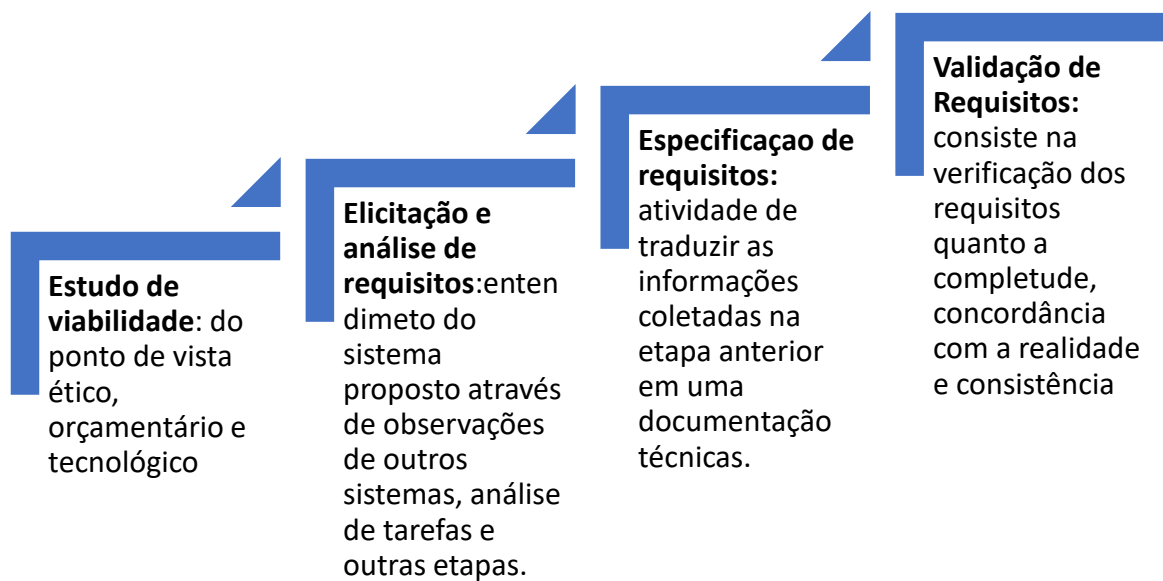 Estudo de
viabilidade: do
ponto de vista
ético,
orçamentário e
tecnológico
Elicitação e
análise de
requisitos:enten
dimeto do
sistema
proposto através
de observações
de outros
sistemas, análise
de tarefas e
outras etapas.
Especificaçao de
requisitos:
atividade de
traduzir as
informações
coletadas na
etapa anterior
em uma
documentação
técnicas.
Validação de
Requisitos:
consiste na
verificação dos
requisitos
quanto a
completude,
concordância
com a realidade
e consistência